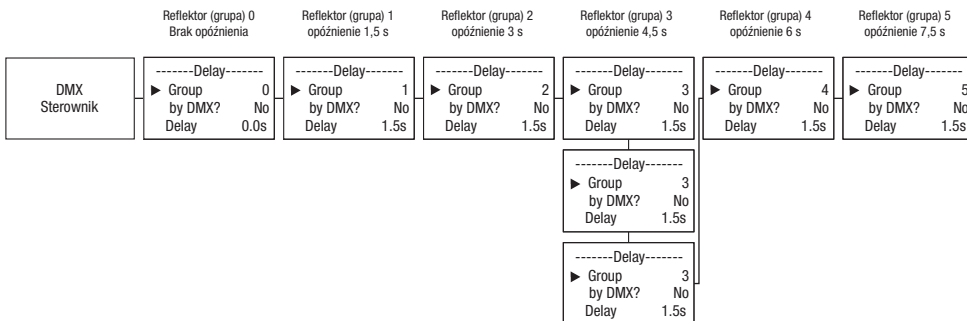 Reflektor (grupa) 0
Brak opóźnienia
Reflektor (grupa) 1
opóźnienie 1,5 s
Reflektor (grupa) 2
opóźnienie 3 s
Reflektor (grupa) 3
opóźnienie 4,5 s
Reflektor (grupa) 4
opóźnienie 6 s
Reflektor (grupa) 5
opóźnienie 7,5 s
DMX
Sterownik
-------Delay-------
▶ Group 0
by DMX? No
Delay 0.0s
-------Delay-------
▶ Group 1
by DMX? No
Delay 1.5s
-------Delay-------
▶ Group 2
by DMX? No
Delay 1.5s
-------Delay-------
▶ Group 3
by DMX? No
Delay 1.5s
-------Delay-------
▶ Group 4
by DMX? No
Delay 1.5s
-------Delay-------
▶ Group 5
by DMX? No
Delay 1.5s
-------Delay-------
▶ Group 3
by DMX? No
Delay 1.5s
-------Delay-------
▶ Group 3
by DMX? No
Delay 1.5s